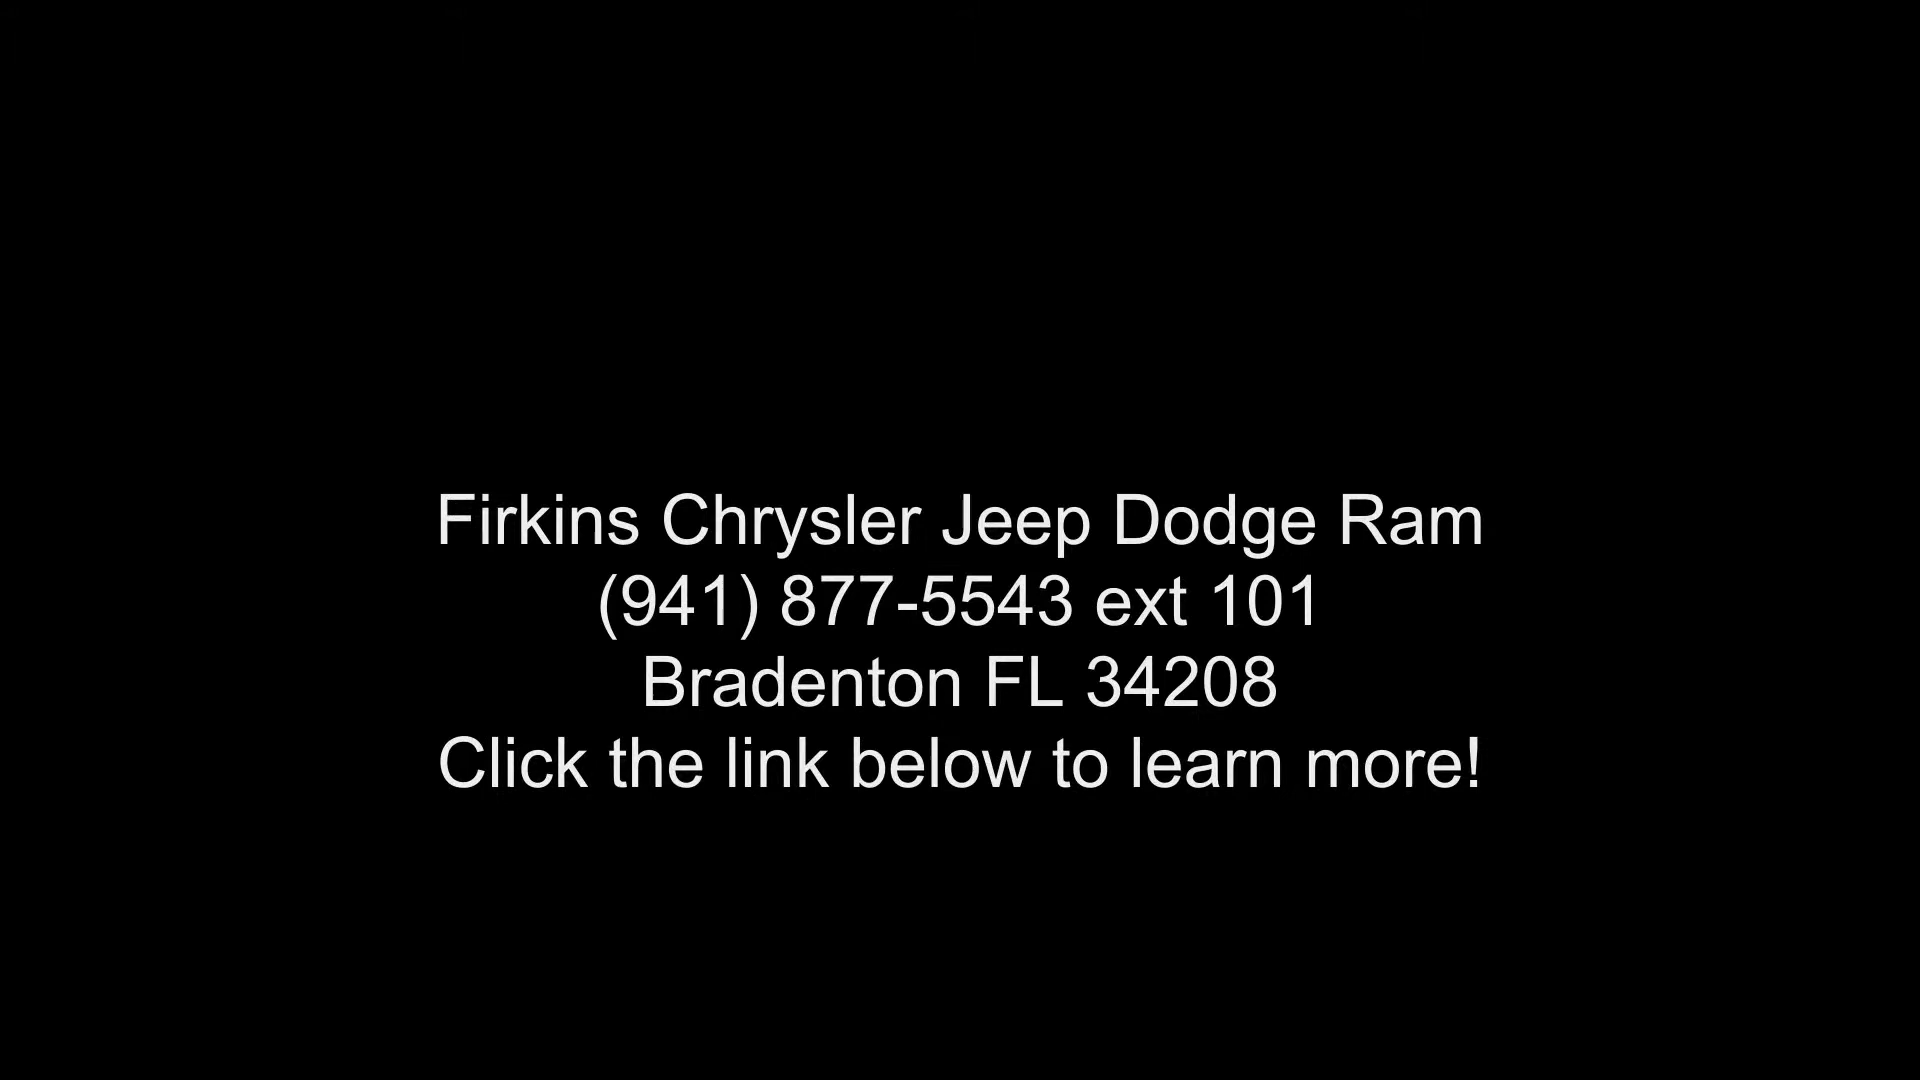 Firkins Chrysler Jeep Dodge Ram
(941) 877-5543 ext 101
Bradenton FL 34208
Click the link below to learn more!